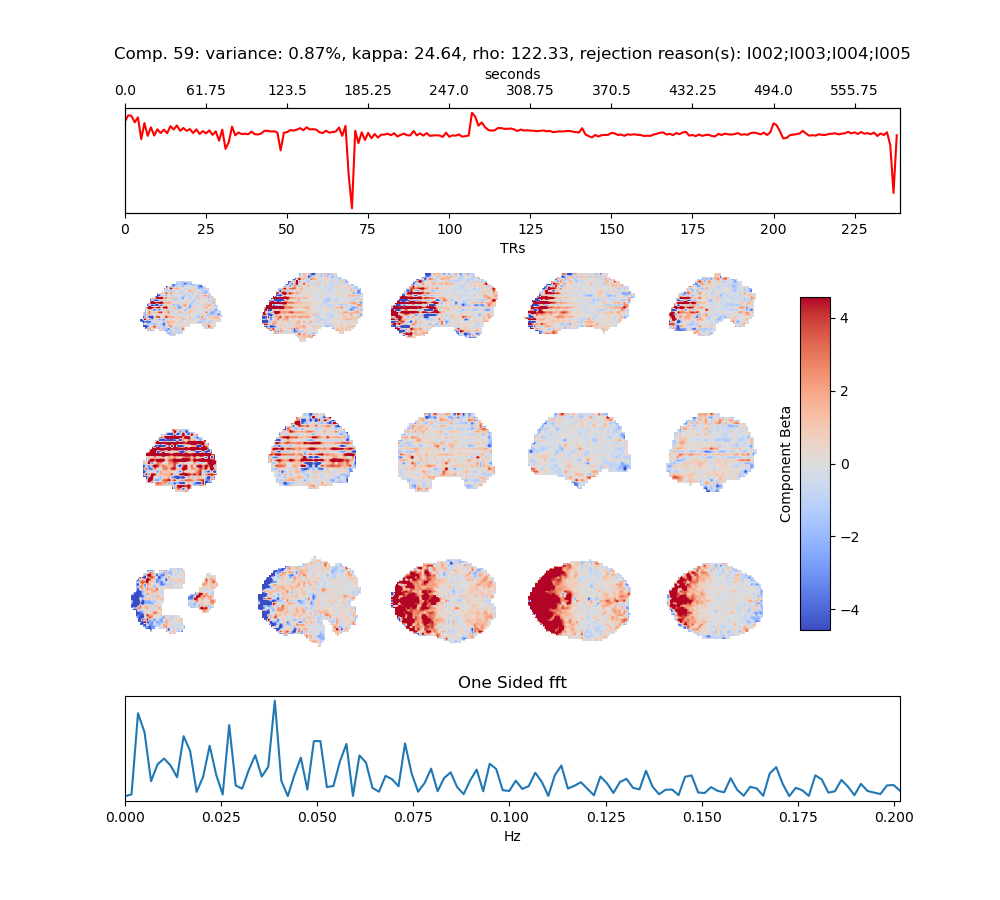 Comp. 59: variance: 0.87%, kappa: 24.64, rho: 122.33, rejection reason(s): I002;I003;I004;I005
seconds
0.0 61.75 123.5 185.25 247.0 308.75 370.5 432.25 494.0 555.75
0 25 50 75 100 125 150 175 200 225
TRs
4
2
0
−2
−4
Component Beta
One Sided fft
0.000 0.025 0.050 0.075 0.100 0.125 0.150 0.175 0.200
Hz